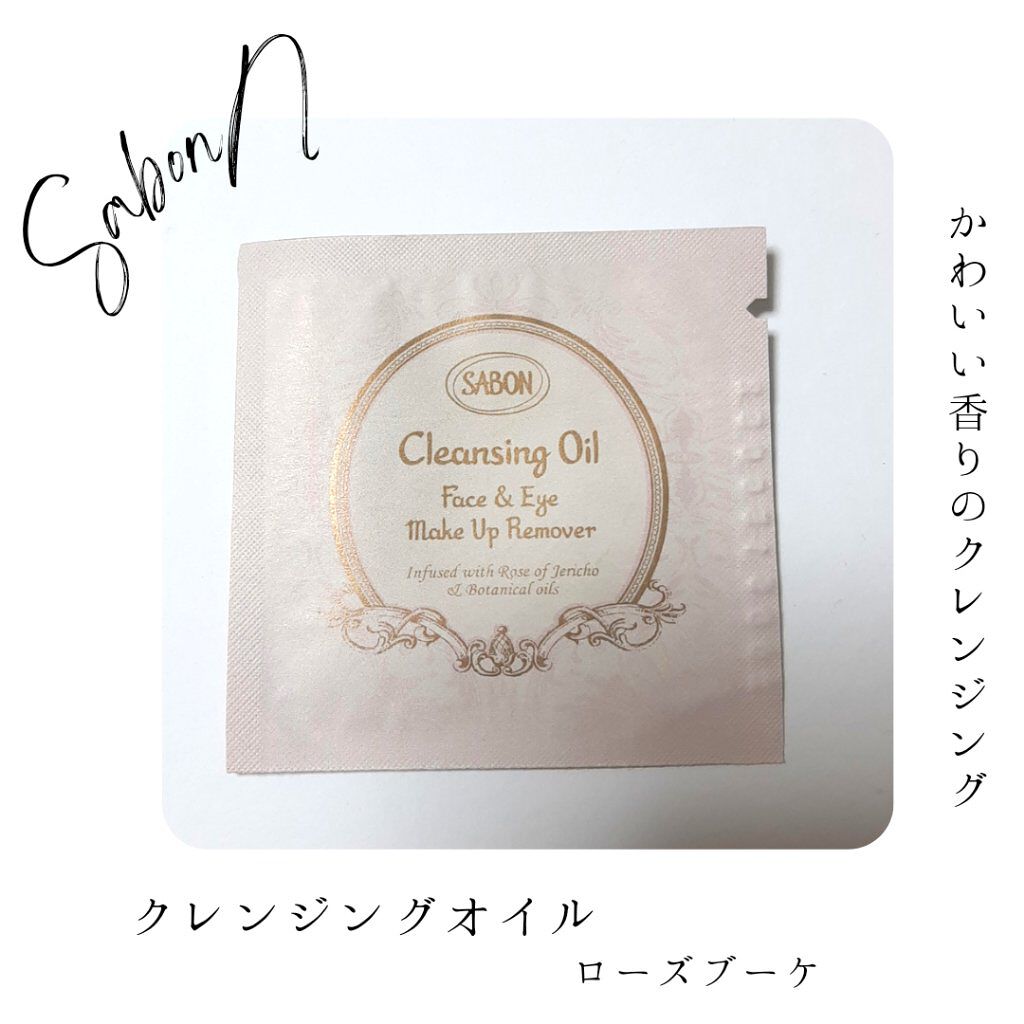 SabonN
SABON
Cleansing Oil
Face & Eye
Make Up Remover
Infused with Rose of Jericho
& Botanical oils
かわいい香りのクレンジング
クレンジングオイル
ローズブーケ